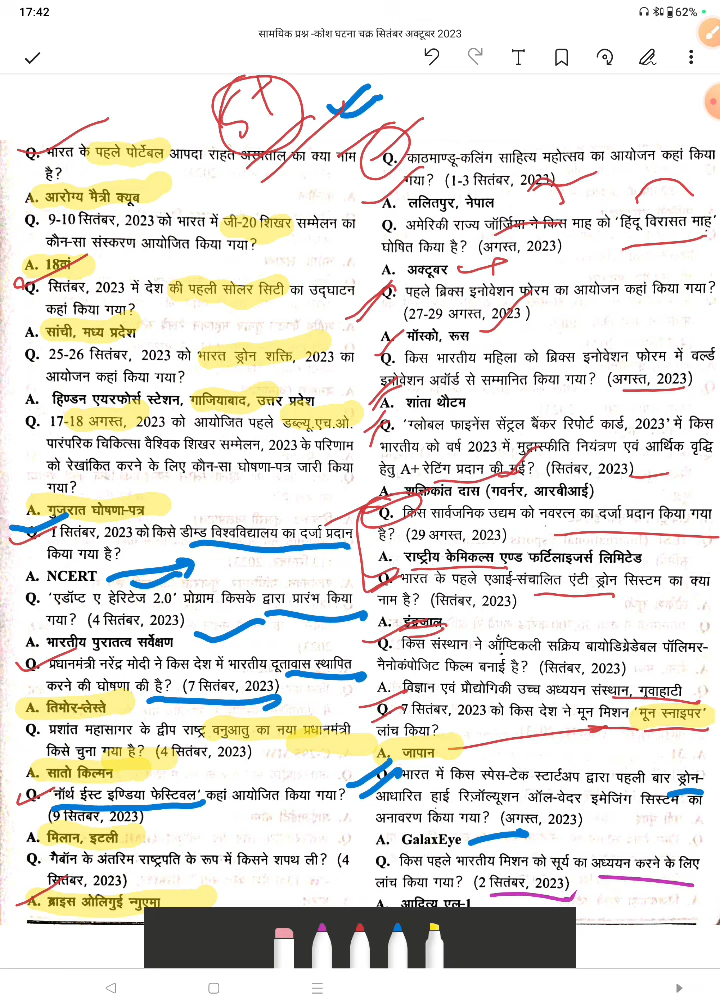 17:42
62%
सामयिक प्रश्न -कोश घटना चक्र सितंबर अक्टूबर 2023
Q. भारत के पहले पोर्टेबल आपदा राहत अस्पताल का क्या नाम
है?
A. आरोग्य मैत्री क्यूब
Q. 9-10 सितंबर, 2023 को भारत में जी-20 शिखर सम्मेलन का
कौन-सा संस्करण आयोजित किया गया?
A. 18वां
Q. सितंबर, 2023 में देश की पहली सोलर सिटी का उद्घाटन
कहां किया गया?
A. सांची, मध्य प्रदेश
Q. 25-26 सितंबर, 2023 को भारत ड्रोन शक्ति, 2023 का
आयोजन कहां किया गया?
A. हिण्डन एयरफोर्स स्टेशन, गाजियाबाद, उत्तर प्रदेश
Q. 17-18 अगस्त, 2023 को आयोजित पहले डब्ल्यू.एच.ओ.
पारंपरिक चिकित्सा वैश्विक शिखर सम्मेलन, 2023 के परिणाम
को रेखांकित करने के लिए कौन-सा घोषणा-पत्र जारी किया
गया?
A. गुजरात घोषणा-पत्र
Q. 1 सितंबर, 2023 को किसे डीम्ड विश्वविद्यालय का दर्जा प्रदान
किया गया है?
A. NCERT
Q. 'एडॉप्ट ए हेरिटेज 2.0' प्रोग्राम किसके द्वारा प्रारंभ किया
गया? (4 सितंबर, 2023)
A. भारतीय पुरातत्व सर्वेक्षण
Q. प्रधानमंत्री नरेंद्र मोदी ने किस देश में भारतीय दूतावास स्थापित
करने की घोषणा की है? (7 सितंबर, 2023)
A. तिमोर-लेस्ते
Q. प्रशांत महासागर के द्वीप राष्ट्र वनुआतु का नया प्रधानमंत्री
किसे चुना गया है? (4 सितंबर, 2023)
A. सातो किल्मन
Q. 'नॉर्थ ईस्ट इण्डिया फेस्टिवल' कहां आयोजित किया गया?
(9 सितंबर, 2023)
A. मिलान, इटली
Q. गैबॉन के अंतरिम राष्ट्रपति के रूप में किसने शपथ ली? (4
सितंबर, 2023)
A. ब्राइस ओलिगुई न्गुएमा
Q. काठमाण्डू-कलिंग साहित्य महोत्सव का आयोजन कहां किया
गया? (1-3 सितंबर, 2023)
A. ललितपुर, नेपाल
Q. अमेरिकी राज्य जॉर्जिया ने किस माह को 'हिंदू विरासत माह'
घोषित किया है? (अगस्त, 2023)
A. अक्टूबर
Q. पहले ब्रिक्स इनोवेशन फोरम का आयोजन कहां किया गया?
(27-29 अगस्त, 2023 )
A. मॉस्को, रूस
Q. किस भारतीय महिला को ब्रिक्स इनोवेशन फोरम में वर्ल्ड
इनोवेशन अवॉर्ड से सम्मानित किया गया? (अगस्त, 2023)
A. शांता थौटम
Q. 'ग्लोबल फाइनेंस सेंट्रल बैंकर रिपोर्ट कार्ड, 2023' में किस
भारतीय को वर्ष 2023 में मुद्रास्फीति नियंत्रण एवं आर्थिक वृद्धि
हेतु A+ रेटिंग प्रदान की गई? (सितंबर, 2023)
A. शक्तिकांत दास (गवर्नर, आरबीआई)
Q. किस सार्वजनिक उद्यम को नवरत्न का दर्जा प्रदान किया गया
है? (29 अगस्त, 2023)
A. राष्ट्रीय केमिकल्स एण्ड फर्टिलाइजर्स लिमिटेड
Q. भारत के पहले एआई-संचालित एंटी ड्रोन सिस्टम का क्या
नाम है? (सितंबर, 2023)
A. इंद्रजाल
Q. किस संस्थान ने ऑप्टिकली सक्रिय बायोडिग्रेडेबल पॉलिमर-
नैनोकंपोजिट फिल्म बनाई है? (सितंबर, 2023)
A. विज्ञान एवं प्रौद्योगिकी उच्च अध्ययन संस्थान, गुवाहाटी
Q. 7 सितंबर, 2023 को किस देश ने मून मिशन 'मून स्नाइपर'
लांच किया?
A. जापान
Q. भारत में किस स्पेस-टेक स्टार्टअप द्वारा पहली बार ड्रोन-
आधारित हाई रिज़ॉल्यूशन ऑल-वेदर इमेजिंग सिस्टम का
अनावरण किया गया? (अगस्त, 2023)
A. GalaxEye
Q. किस पहले भारतीय मिशन को सूर्य का अध्ययन करने के लिए
लांच किया गया? (2 सितंबर, 2023)
A. आदित्य एल-1